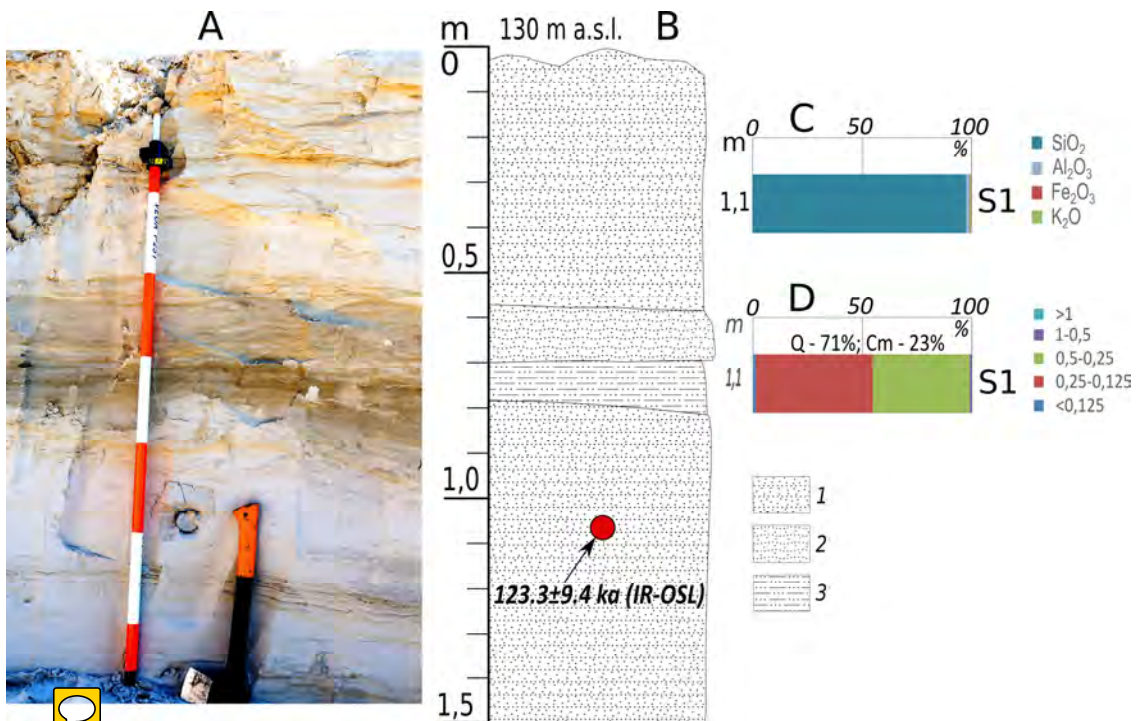 A
m
130 m a.s.l.
B
0
0,5
1,0
1,5
123.3±9.4 ka (IR-OSL)
C
m
0
50
100
%
1,1
S1
SiO₂
Al₂O₃
Fe₂O₃
K₂O
D
m
0
50
100
%
Q - 71%; Cm - 23%
1,1
S1
>1
1-0,5
0,5-0,25
0,25-0,125
<0,125
1
2
3